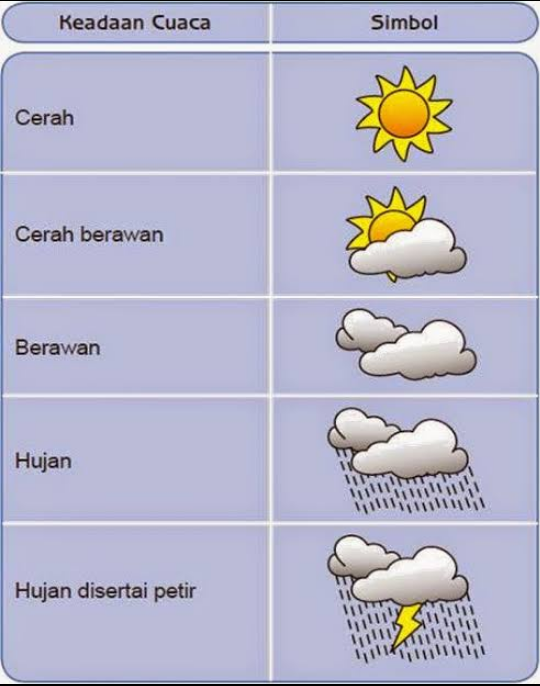 Keadaan Cuaca
Simbol
Cerah
Cerah berawan
Berawan
Hujan
Hujan disertai petir